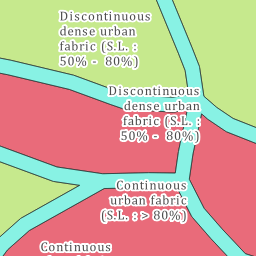 Discontinuous
dense urban
fabric (S.L. :
50% - 80%)
Discontinuous
dense urban
fabric (S.L. :
50% - 80%)
Continuous
urban fabric
(S.L. : > 80%)
Continuous